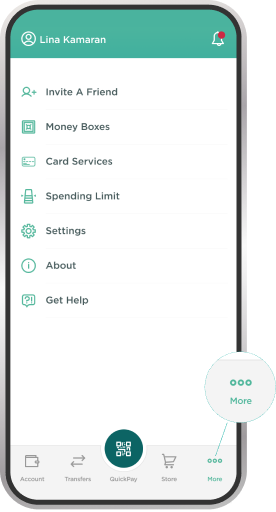 Lina Kamaran
Invite A Friend
Money Boxes
Card Services
Spending Limit
Settings
About
Get Help
More
Account
Transfers
QuickPay
Store
More